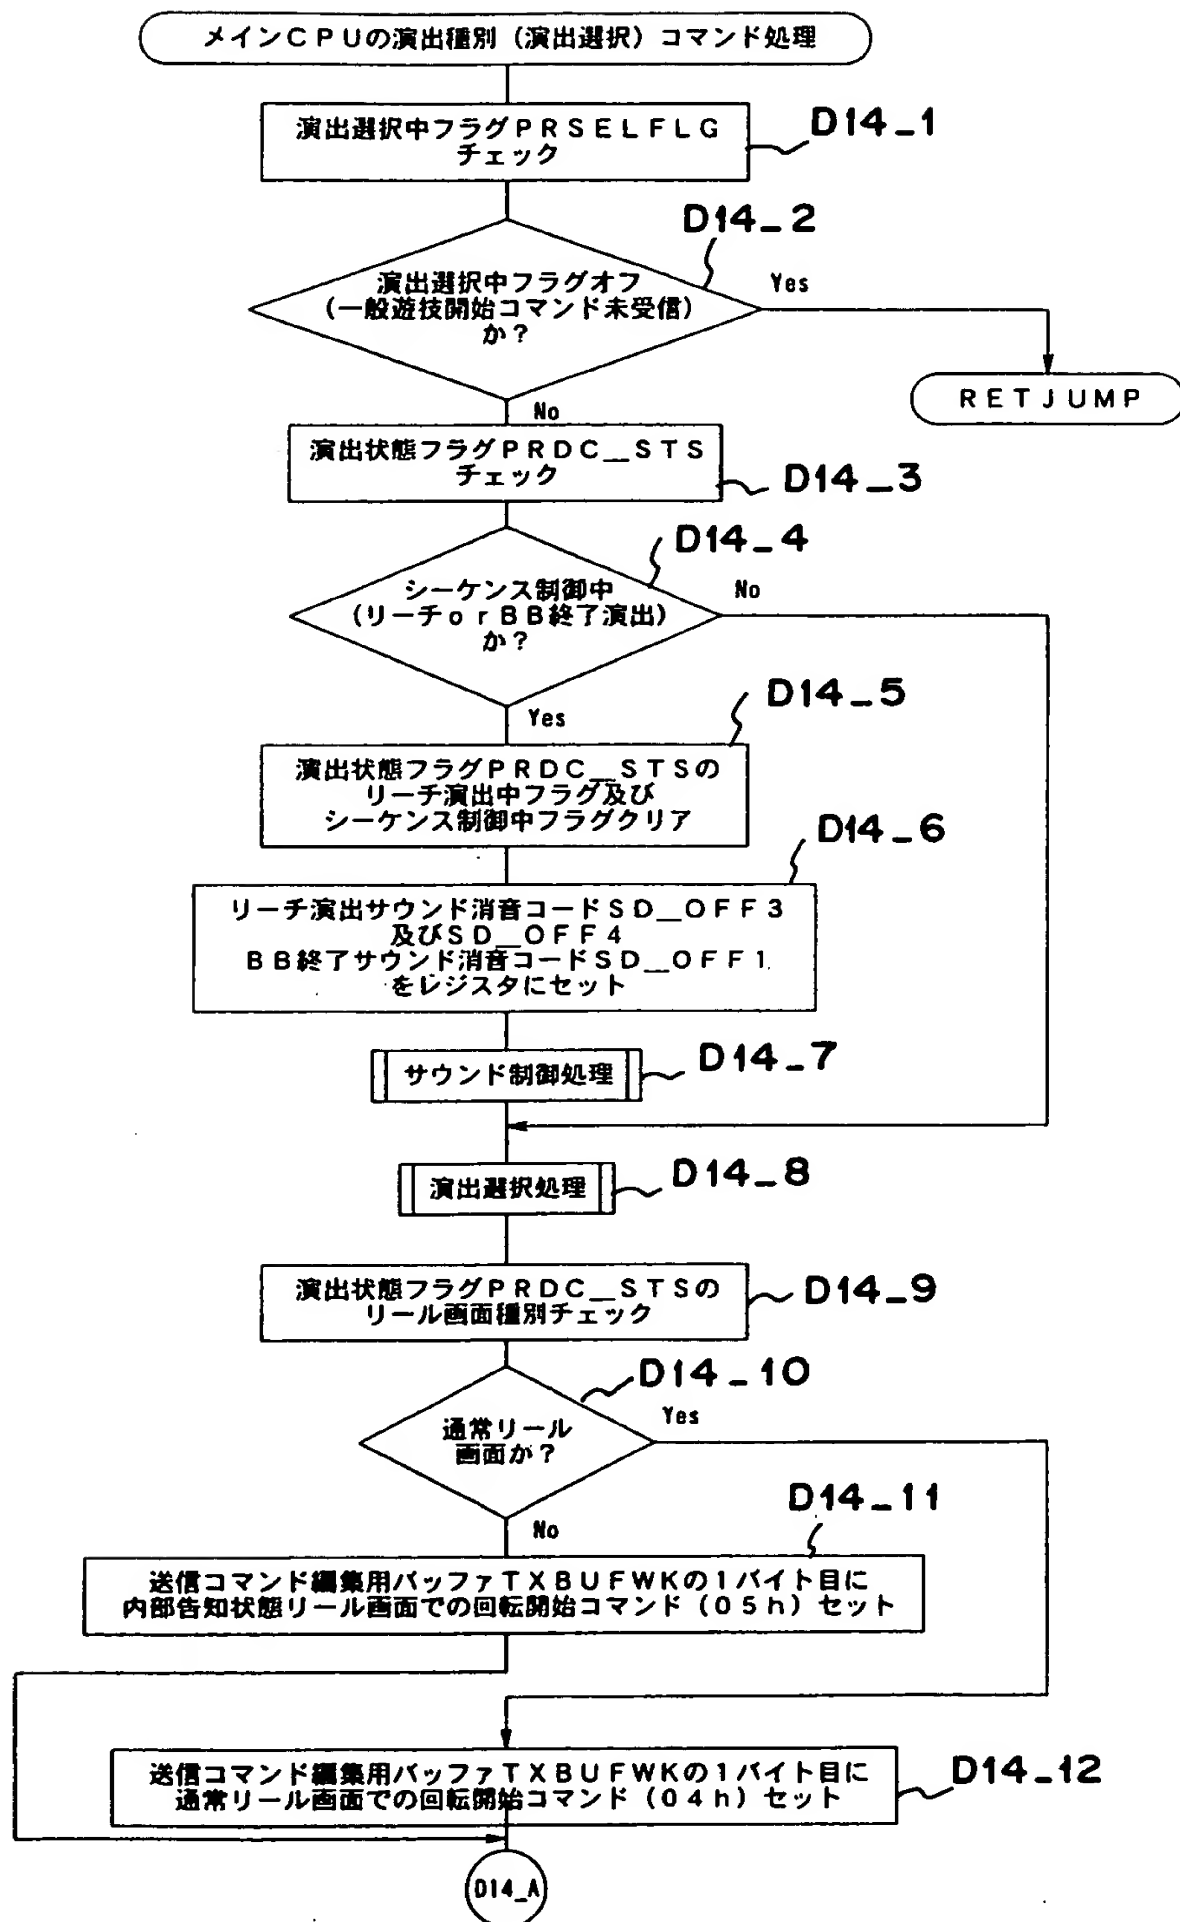 メインＣＰＵの演出種別（演出選択）コマンド処理
演出選択中フラグＰＲＳＥＬＦＬＧ
チェック
D14_1
D14_2
演出選択中フラグオフ
（一般遊技開始コマンド未受信）
か？
Yes
ＲＥＴＪＵＭＰ
No
演出状態フラグＰＲＤＣ＿ＳＴＳ
チェック
D14_3
D14_4
シーケンス制御中
（リーチｏｒＢＢ終了演出）
か？
No
Yes
D14_5
演出状態フラグＰＲＤＣ＿ＳＴＳの
リーチ演出中フラグ及び
シーケンス制御中フラグクリア
D14_6
リーチ演出サウンド消音コードＳＤ＿ＯＦＦ３
及びＳＤ＿ＯＦＦ４
ＢＢ終了サウンド消音コードＳＤ＿ＯＦＦ１
をレジスタにセット
サウンド制御処理
D14_7
演出選択処理
D14_8
演出状態フラグＰＲＤＣ＿ＳＴＳの
リール画面種別チェック
D14_9
D14_10
通常リール
画面か？
Yes
No
D14_11
送信コマンド編集用バッファＴＸＢＵＦＷＫの１バイト目に
内部告知状態リール画面での回転開始コマンド（０５ｈ）セット
送信コマンド編集用バッファＴＸＢＵＦＷＫの１バイト目に
通常リール画面での回転開始コマンド（０４ｈ）セット
D14_12
D14_A